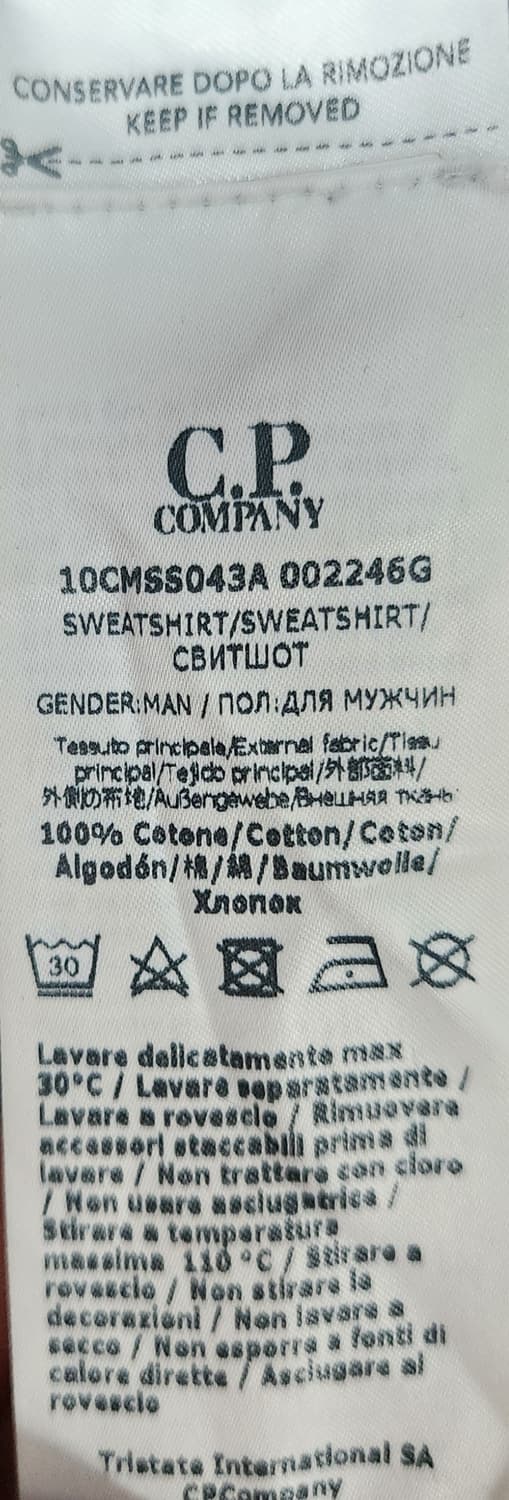 CONSERVARE DOPO LA RIMOZIONE
KEEP IF REMOVED
C.P.
COMPANY
10CMSS043A 002246G
SWEATSHIRT/SWEATSHIRT/
СВИТШОТ
GENDER:MAN / ПОЛ:ДЛЯ МУЖЧИН
Tessuto principale/External fabric/Tissu
principal/Tejido principal/外部面料/
外側の布地/Außengewebe/Внешняя ткань
100% Cotone/Cotton/Coton/
Algodón/棉/綿/Baumwolle/
Хлопок
30
Lavare delicatamente max
30°C / Lavare separatamente /
Lavare a rovescio / Rimuovere
accessori staccabili prima di
lavare / Non trattare con cloro
/ Non usare asciugatrice /
Stirare a temperatura
massima 110 °C / Stirare a
rovescio / Non stirare le
decorazioni / Non lavare a
secco / Non esporre a fonti di
calore dirette / Asciugare al
rovescio
Tristate International SA
CPCompany